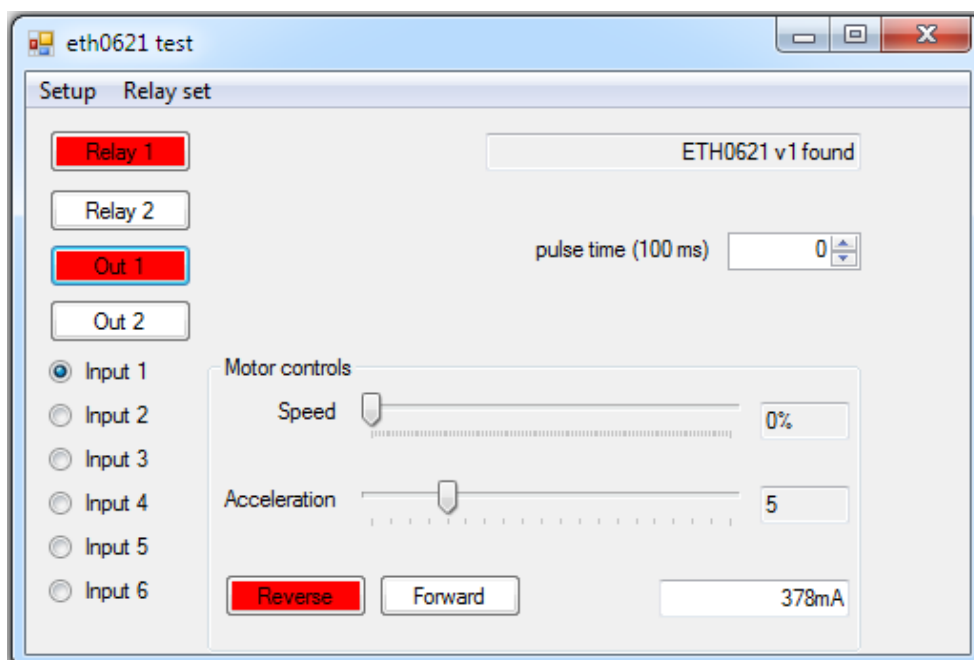 eth0621 test
Setup Relay set
Relay 1
ETH0621 v1 found
Relay 2
pulse time (100 ms) 0
Out 1
Out 2
Input 1
Input 2
Input 3
Input 4
Input 5
Input 6
Motor controls
Speed 0%
Acceleration 5
Reverse Forward 378mA